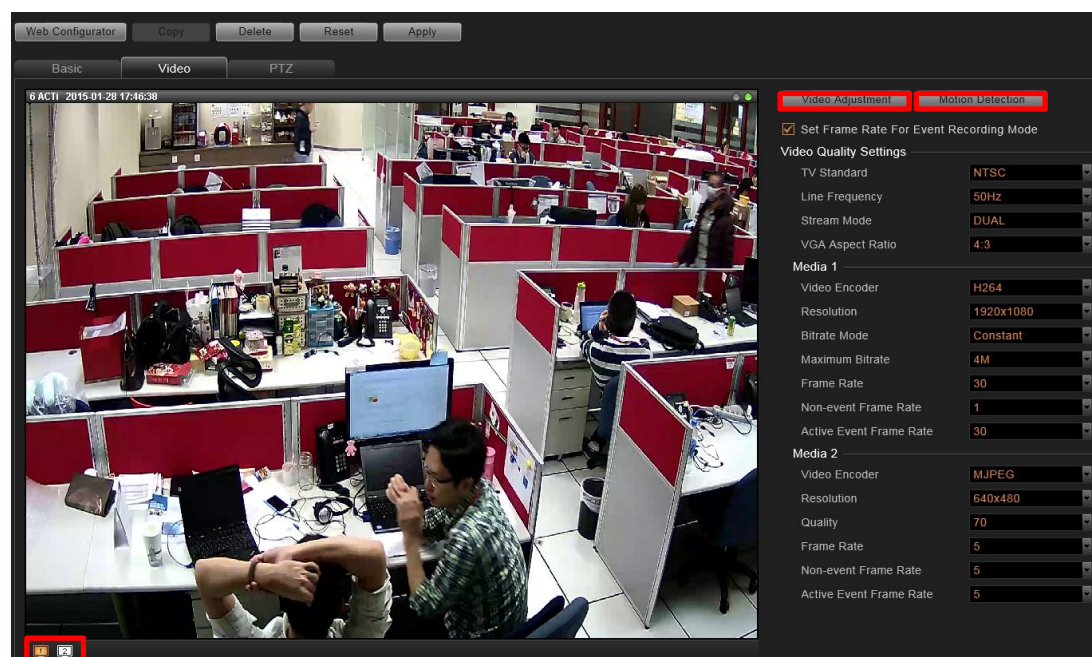 Web Configurator
Copy
Delete
Reset
Apply
Basic
Video
PTZ
6 ACTi 2015-01-28 17:46:38
Video Adjustment
Motion Detection
Set Frame Rate For Event Recording Mode
Video Quality Settings
TV Standard NTSC
Line Frequency 50Hz
Stream Mode DUAL
VGA Aspect Ratio 4:3
Media 1
Video Encoder H264
Resolution 1920x1080
Bitrate Mode Constant
Maximum Bitrate 4M
Frame Rate 30
Non-event Frame Rate 1
Active Event Frame Rate 30
Media 2
Video Encoder MJPEG
Resolution 640x480
Quality 70
Frame Rate 5
Non-event Frame Rate 5
Active Event Frame Rate 5
1 2